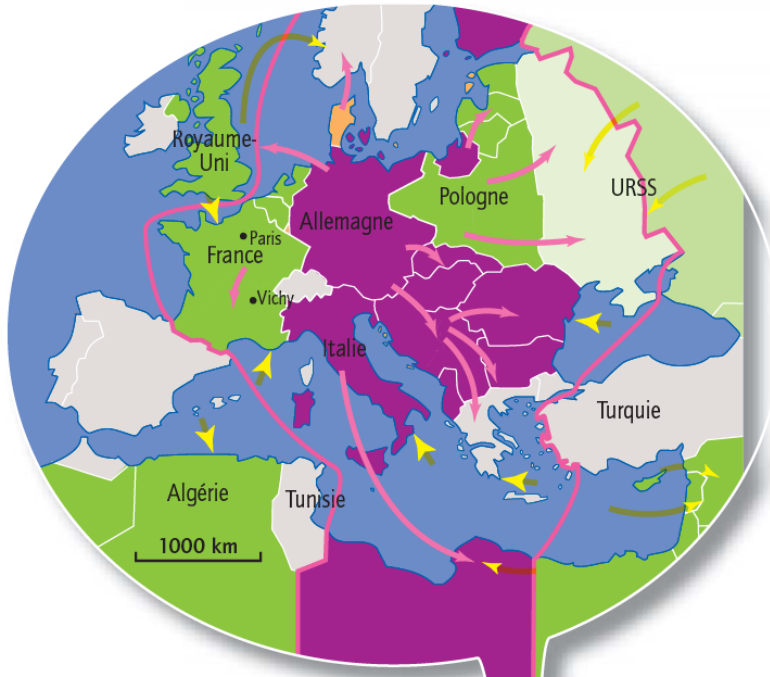 Royaume-
Uni
URSS
Pologne
Allemagne
Paris
France
Vichy
Italie
Turquie
Algérie
Tunisie
1000 km